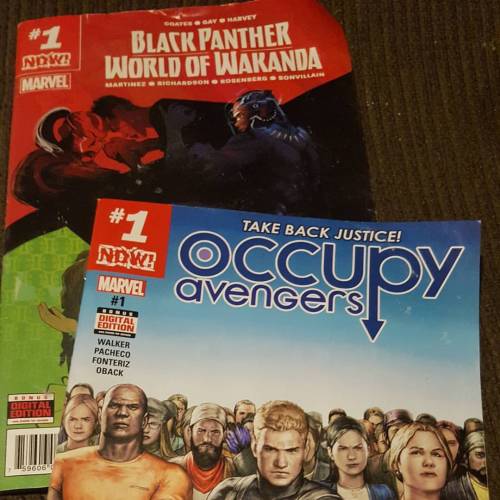 #1
NOW!
MARVEL
COATES • GAY • HARVEY
BLACK PANTHER
WORLD OF WAKANDA
MARTINEZ • RICHARDSON • ROSENBERG • BONVILLAIN
BONUS
DIGITAL
EDITION
#1
NOW!
MARVEL
#1
BONUS
DIGITAL
EDITION
WALKER
PACHECO
FONTERIZ
OBACK
TAKE BACK JUSTICE!
OCCUPY
avengers